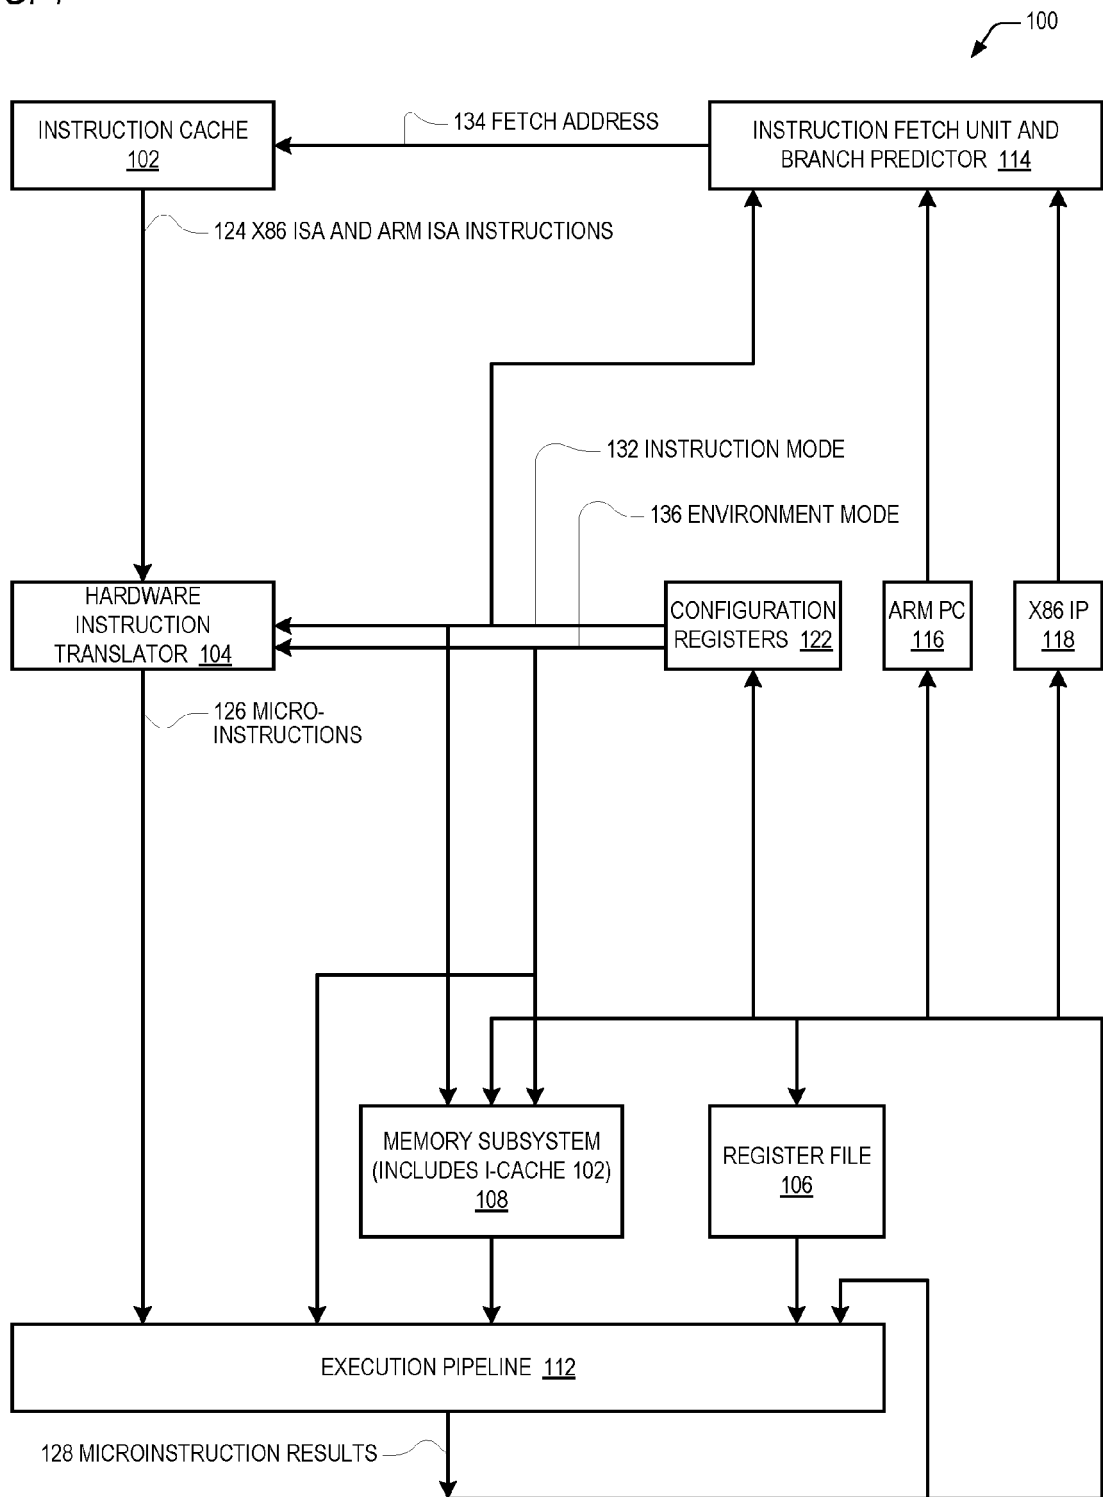 100
INSTRUCTION CACHE
102
134 FETCH ADDRESS
INSTRUCTION FETCH UNIT AND
BRANCH PREDICTOR 114
124 X86 ISA AND ARM ISA INSTRUCTIONS
132 INSTRUCTION MODE
136 ENVIRONMENT MODE
HARDWARE
INSTRUCTION
TRANSLATOR 104
CONFIGURATION
REGISTERS 122
ARM PC
116
X86 IP
118
126 MICRO-
INSTRUCTIONS
MEMORY SUBSYSTEM
(INCLUDES I-CACHE 102)
108
REGISTER FILE
106
EXECUTION PIPELINE 112
128 MICROINSTRUCTION RESULTS